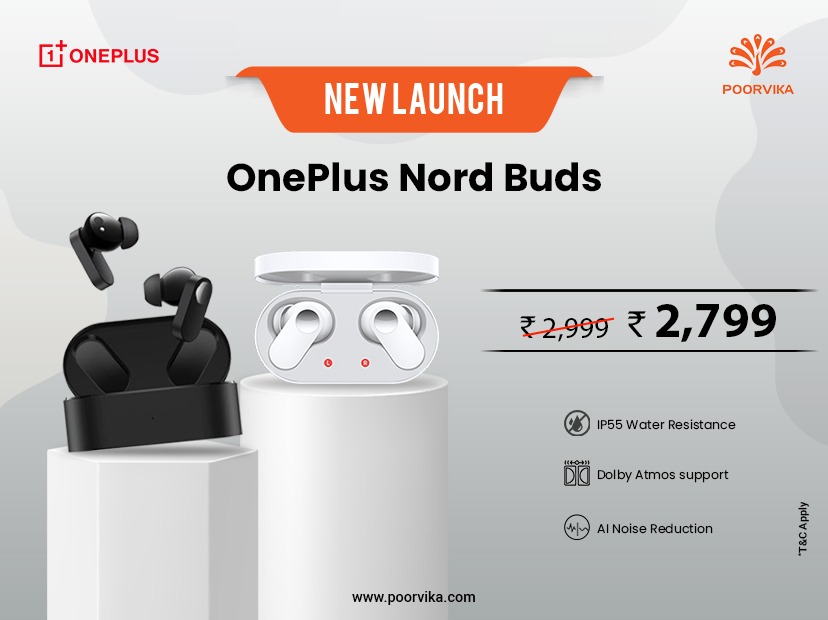 1+ ONEPLUS
POORVIKA
NEW LAUNCH
OnePlus Nord Buds
₹ 2,999 ₹ 2,799
L R
IP55 Water Resistance
Dolby Atmos support
AI Noise Reduction
*T&C Apply
www.poorvika.com